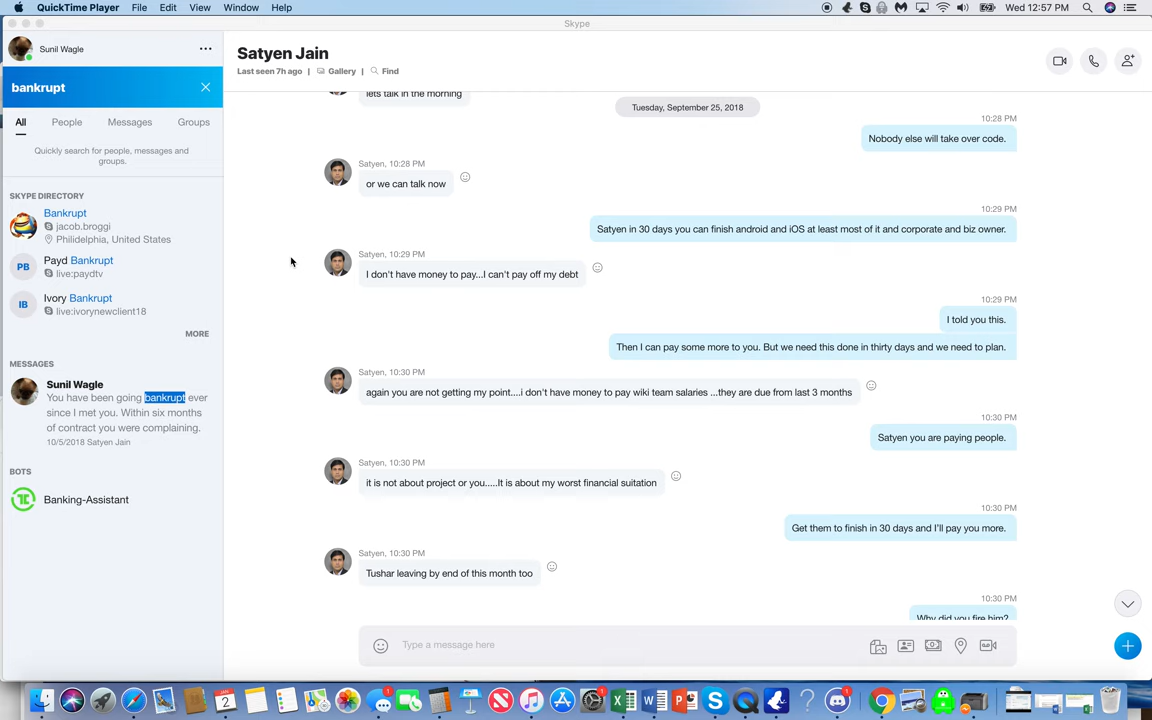 QuickTime Player File Edit View Window Help
Wed 12:57 PM
Skype
Sunil Wagle
bankrupt
All People Messages Groups
Quickly search for people, messages and
groups.
SKYPE DIRECTORY
Bankrupt
jacob.broggi
Philidelphia, United States
PB
Payd Bankrupt
live:paydtv
IB
Ivory Bankrupt
live:ivorynewclient18
MORE
MESSAGES
Sunil Wagle
You have been going bankrupt ever
since I met you. Within six months
of contract you were complaining.
10/5/2018 Satyen Jain
BOTS
Banking-Assistant
Satyen Jain
Last seen 7h ago | Gallery | Find
lets talk in the morning
Tuesday, September 25, 2018
10:28 PM
Nobody else will take over code.
Satyen, 10:28 PM
or we can talk now
10:29 PM
Satyen in 30 days you can finish android and iOS at least most of it and corporate and biz owner.
Satyen, 10:29 PM
I don't have money to pay...I can't pay off my debt
10:29 PM
I told you this.
Then I can pay some more to you. But we need this done in thirty days and we need to plan.
Satyen, 10:30 PM
again you are not getting my point....i don't have money to pay wiki team salaries ...they are due from last 3 months
10:30 PM
Satyen you are paying people.
Satyen, 10:30 PM
it is not about project or you.....It is about my worst financial suitation
10:30 PM
Get them to finish in 30 days and I'll pay you more.
Satyen, 10:30 PM
Tushar leaving by end of this month too
10:30 PM
Why did you fire him?
Type a message here